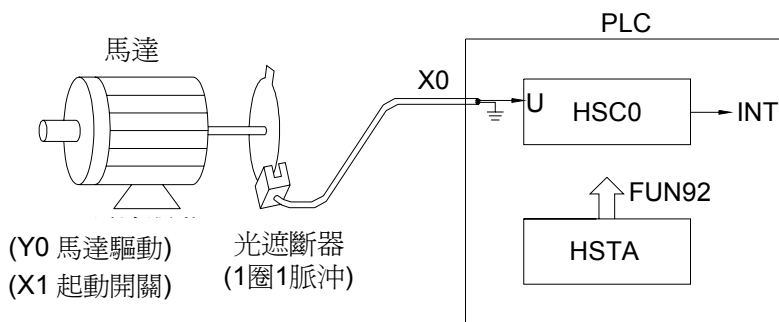 PLC
馬達
X0
U
HSC0
INT
FUN92
HSTA
(Y0 馬達驅動)
(X1 起動開關)
光遮斷器
(1圈1脈沖)